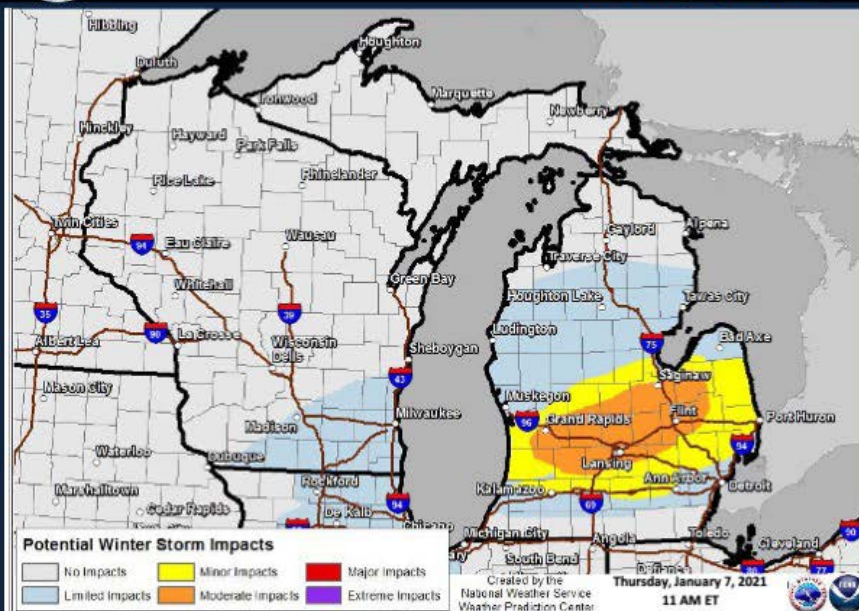 Hibbing
Houghton
Duluth
Marquette
Ironwood
Newberry
Hinckley
Hayward
Park Falls
Rhinelander
Rice Lake
Twin Cities
Gaylord
Alpena
94
Eau Claire
Wausau
Traverse City
Green Bay
Whitehall
Houghton Lake
Tawas City
35
39
90
La Crosse
Ludington
Albert Lea
Wisconsin
Dells
Sheboygan
75
Bad Axe
Mason City
43
Saginaw
Madison
Milwaukee
Muskegon
96
Grand Rapids
Flint
Port Huron
94
Waterloo
Dubuque
Lansing
Rockford
Ann Arbor
Marshalltown
Kalamazoo
Detroit
Cedar Rapids
De Kalb
94
69
Chicago
Michigan City
Angola
Toledo
Cleveland
90
South Bend
Defiance
80
77
Potential Winter Storm Impacts
No Impacts
Minor Impacts
Major Impacts
Limited Impacts
Moderate Impacts
Extreme Impacts
Created by the
National Weather Service
Weather Prediction Center
Thursday, January 7, 2021
11 AM ET